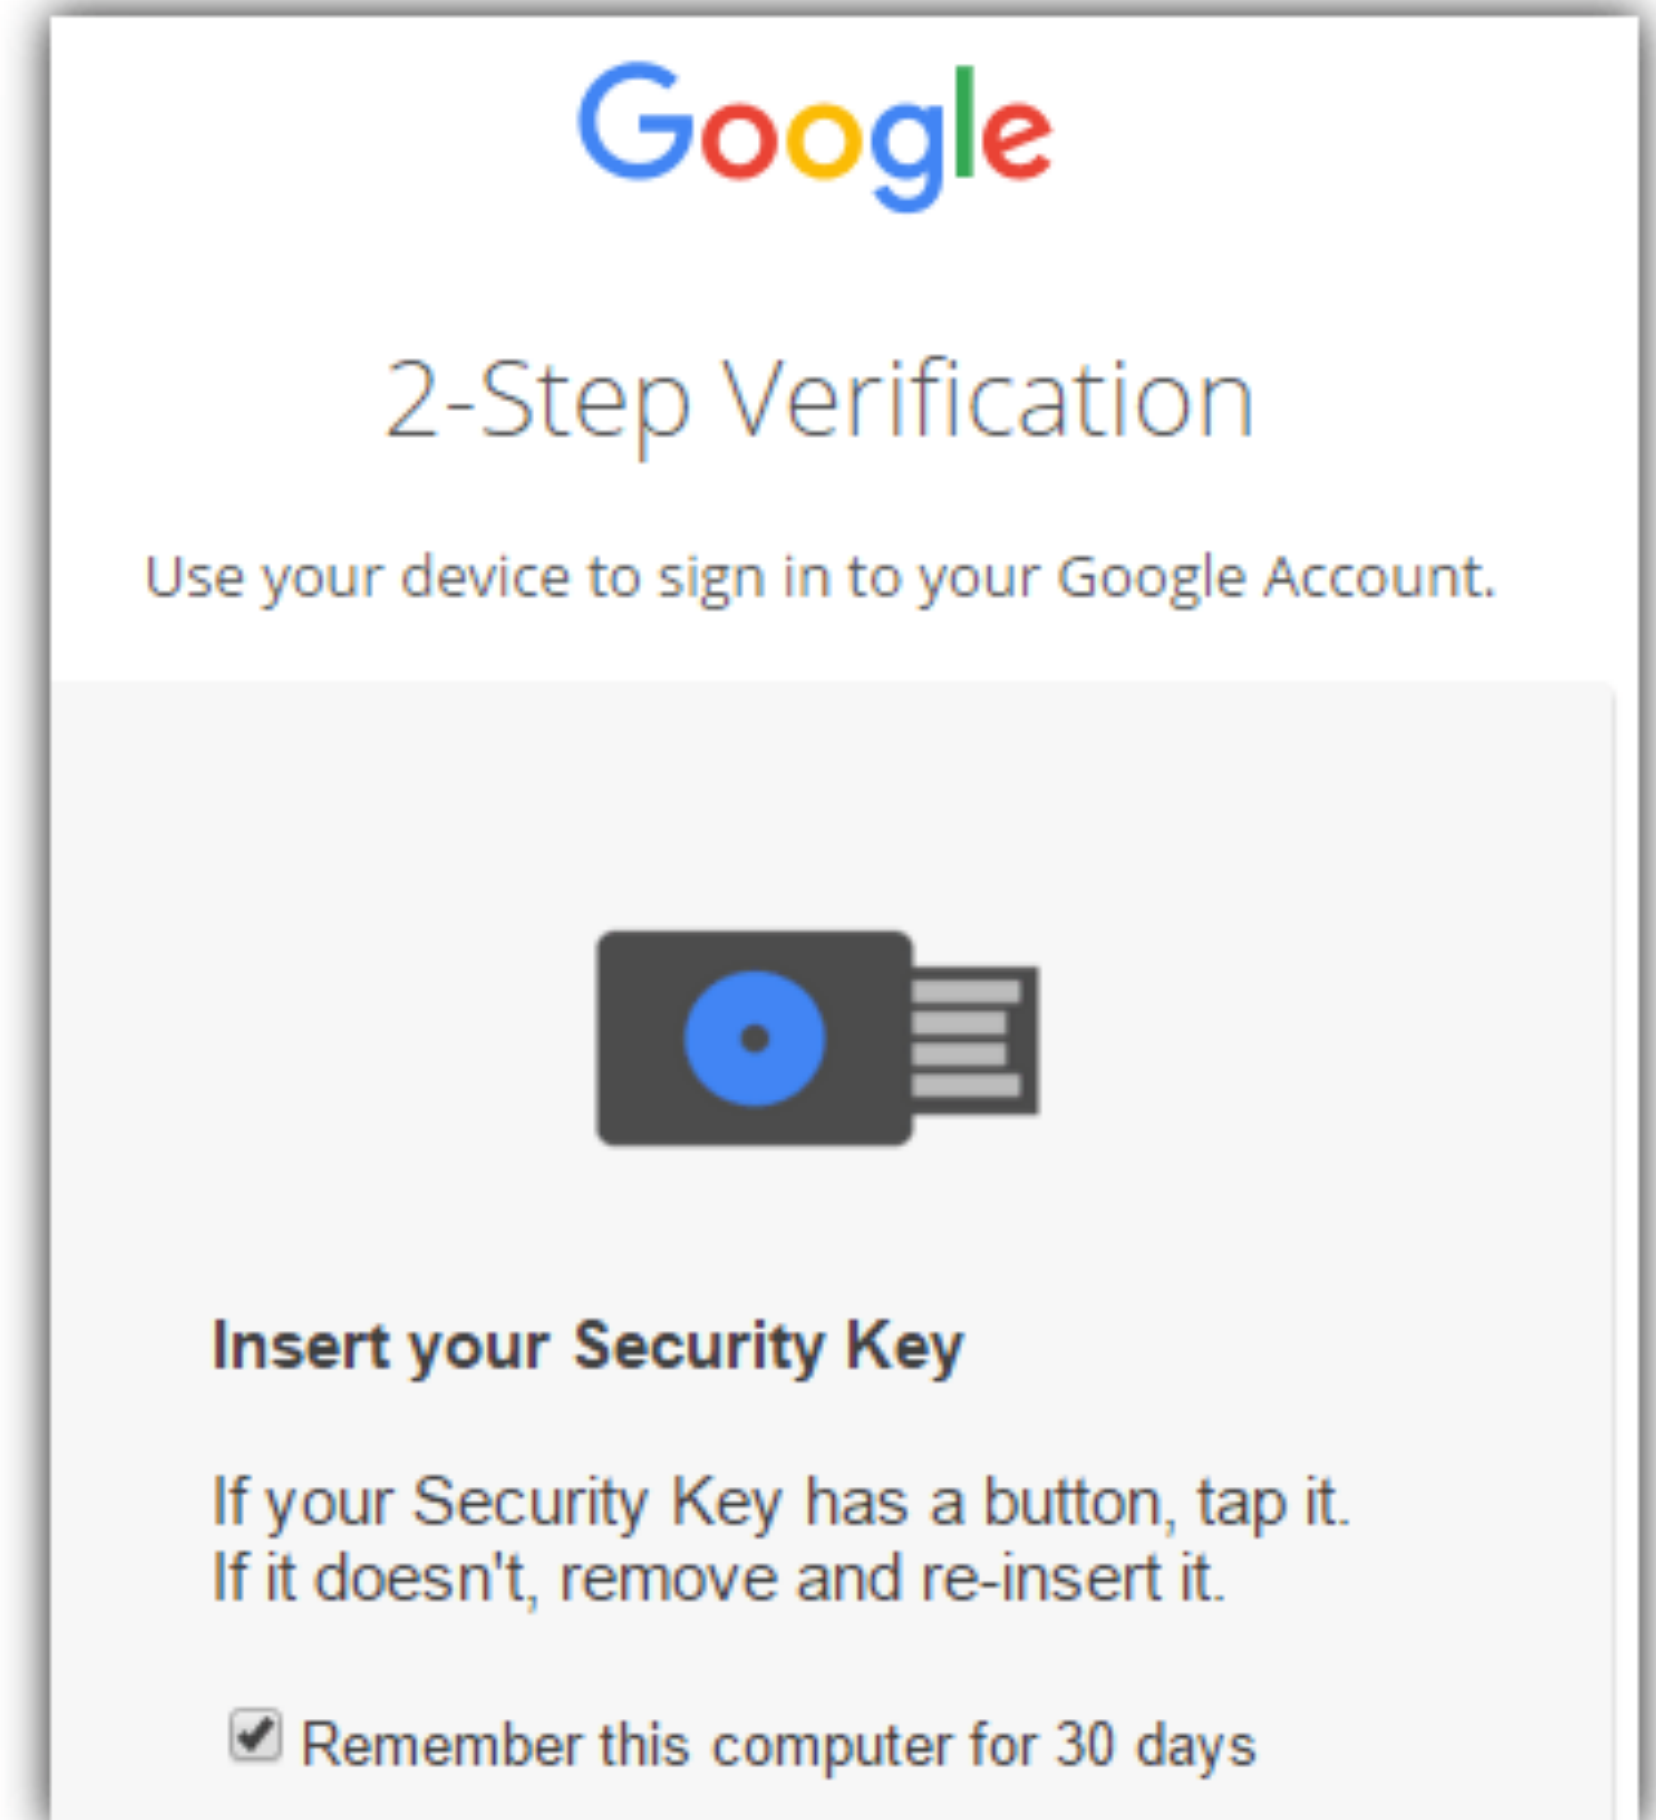 Google
2-Step Verification
Use your device to sign in to your Google Account.
Insert your Security Key
If your Security Key has a button, tap it.
If it doesn't, remove and re-insert it.
Remember this computer for 30 days